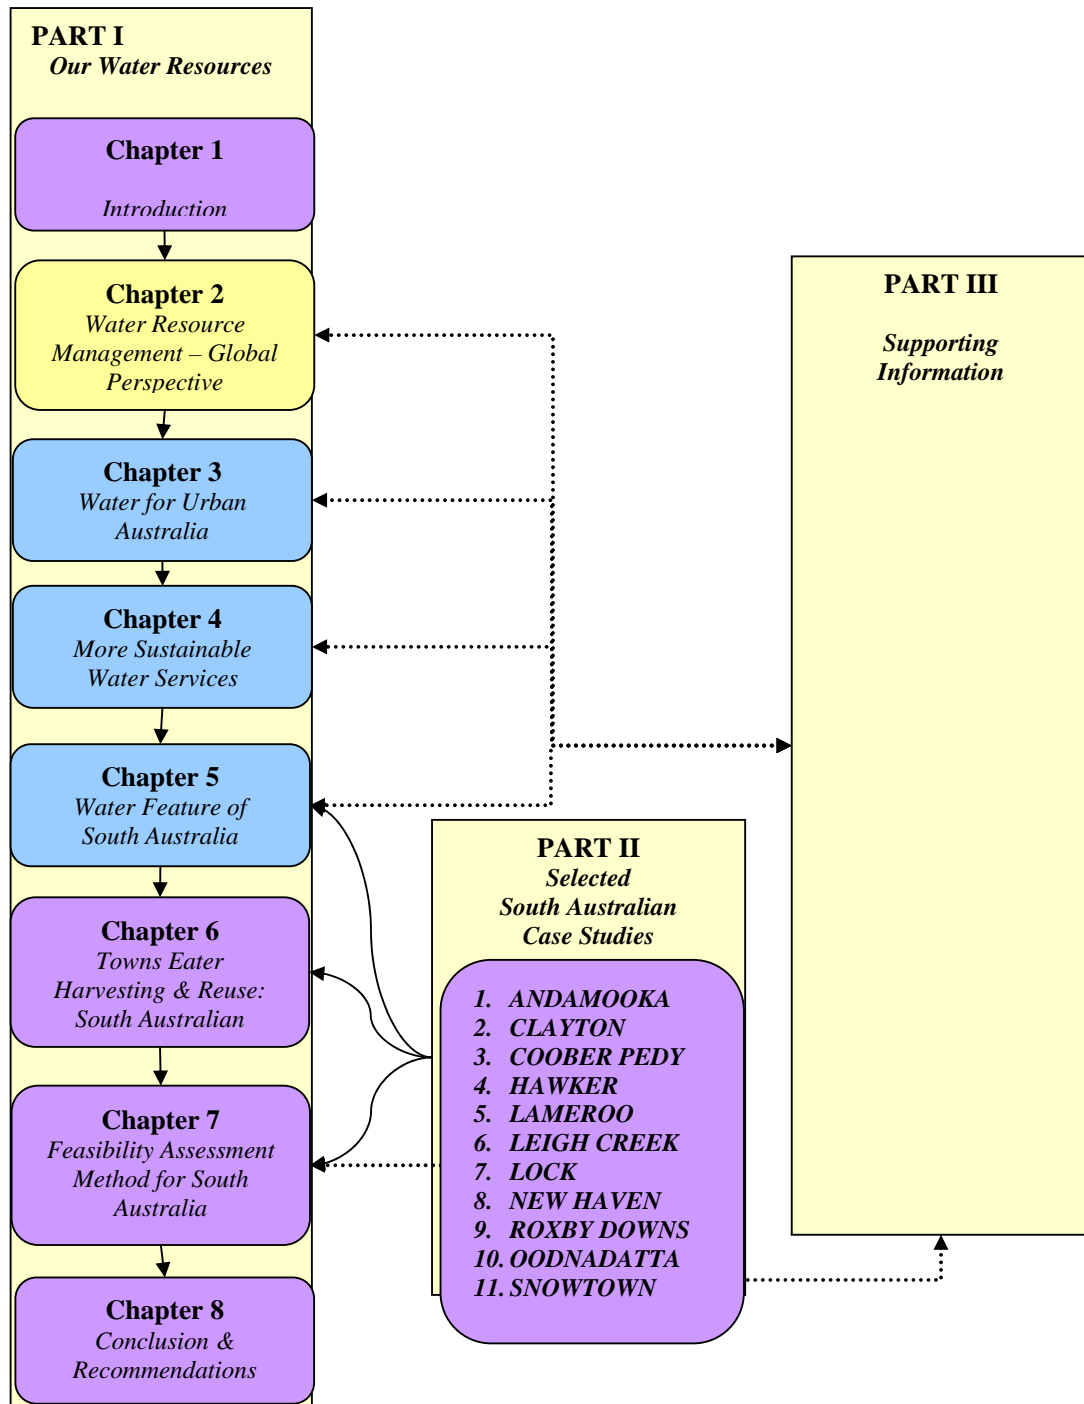 PART I
Our Water Resources
Chapter 1
Introduction
Chapter 2
Water Resource
Management – Global
Perspective
Chapter 3
Water for Urban
Australia
Chapter 4
More Sustainable
Water Services
Chapter 5
Water Feature of
South Australia
Chapter 6
Towns Eater
Harvesting & Reuse:
South Australian
Chapter 7
Feasibility Assessment
Method for South
Australia
Chapter 8
Conclusion &
Recommendations
PART II
Selected
South Australian
Case Studies
1. ANDAMOOKA
2. CLAYTON
3. COOBER PEDY
4. HAWKER
5. LAMEROO
6. LEIGH CREEK
7. LOCK
8. NEW HAVEN
9. ROXBY DOWNS
10. OODNADATTA
11. SNOWTOWN
PART III
Supporting
Information